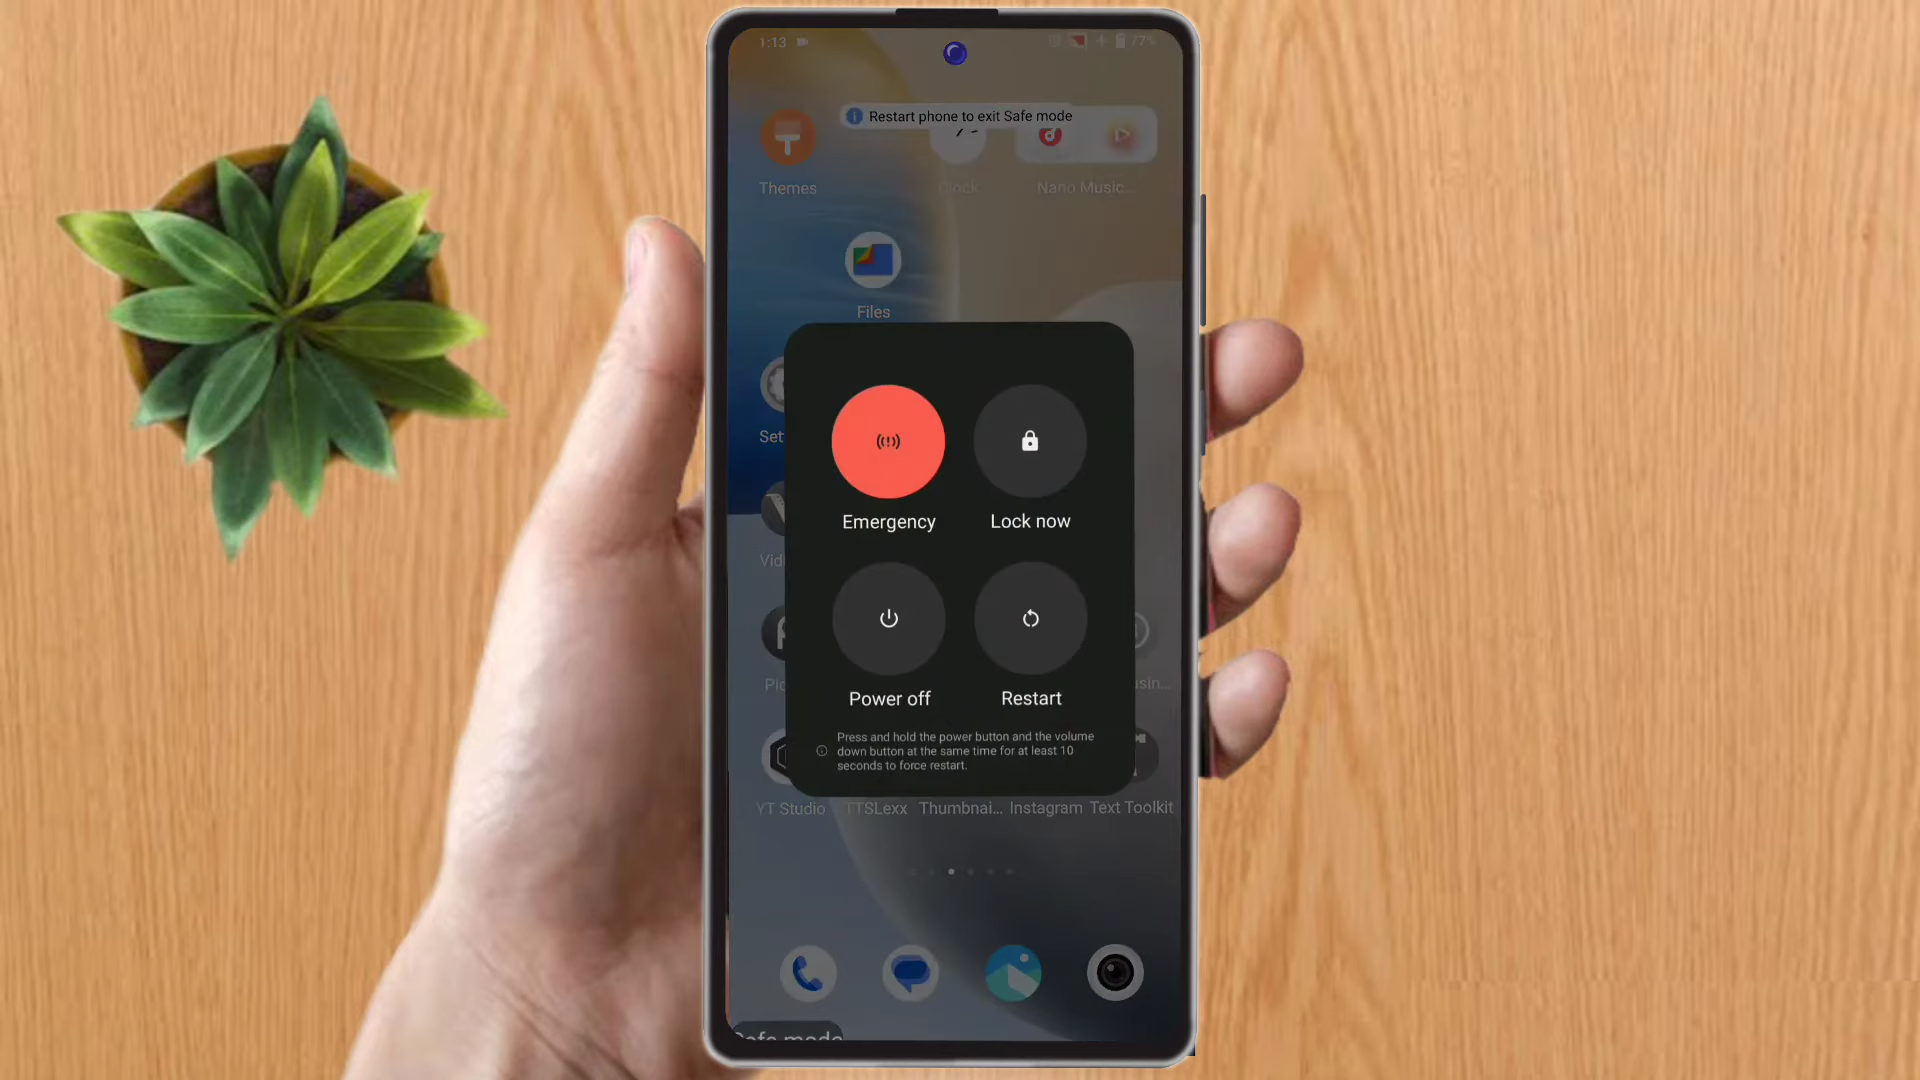 1:13
77%
Restart phone to exit Safe mode
Themes
Clock
Nano Music...
Files
Set
Emergency
Lock now
Vid
Power off
Restart
Press and hold the power button and the volume
down button at the same time for at least 10
seconds to force restart.
YT Studio
TTSLexx
Thumbnai...
Instagram
Text Toolkit
Safe mode